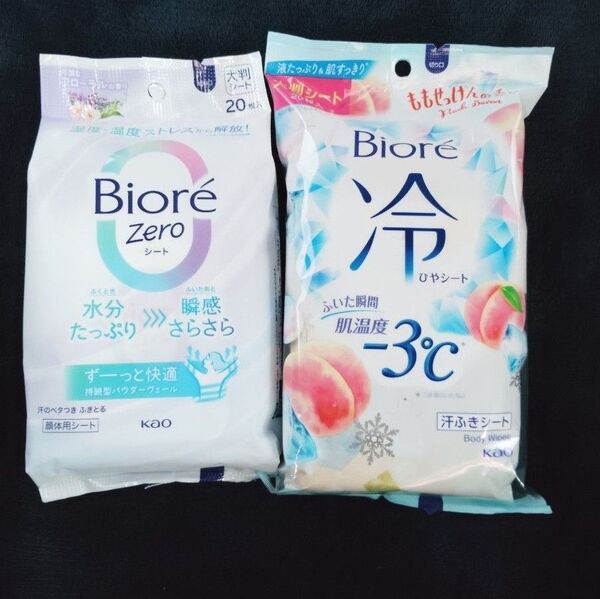 大判
シート
20枚入
湿度・温度ストレスから解放!
Bioré
Zero
シート
ふくとき
水分
たっぷり
ふいたあと
瞬感
さらさら
ずーっと快適
持続型パウダーヴェール
汗のベタつき ふきとる
顔体用シート
Kao
液たっぷり&肌すっきり
切り口
シート
ももせっけんの
Bioré
冷
ひやシート
ふいた瞬間
肌温度
-3℃
汗ふきシート
Body Wipes
Kao